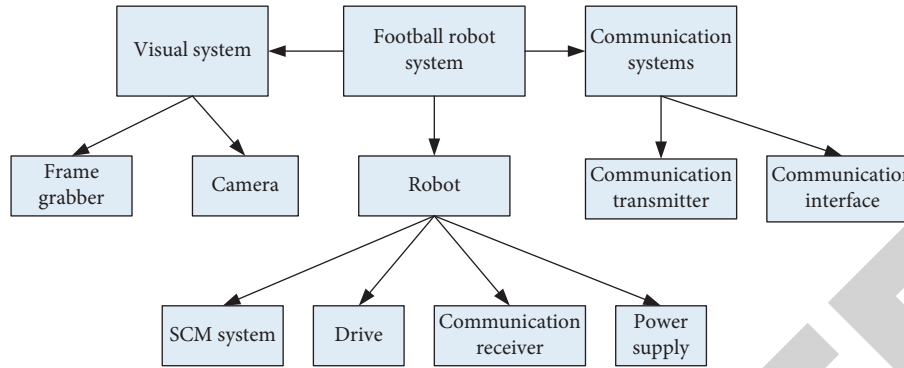 Visual system
Football robot
system
Communication
systems
Frame
grabber
Camera
Robot
Communication
transmitter
Communication
interface
SCM system
Drive
Communication
receiver
Power
supply